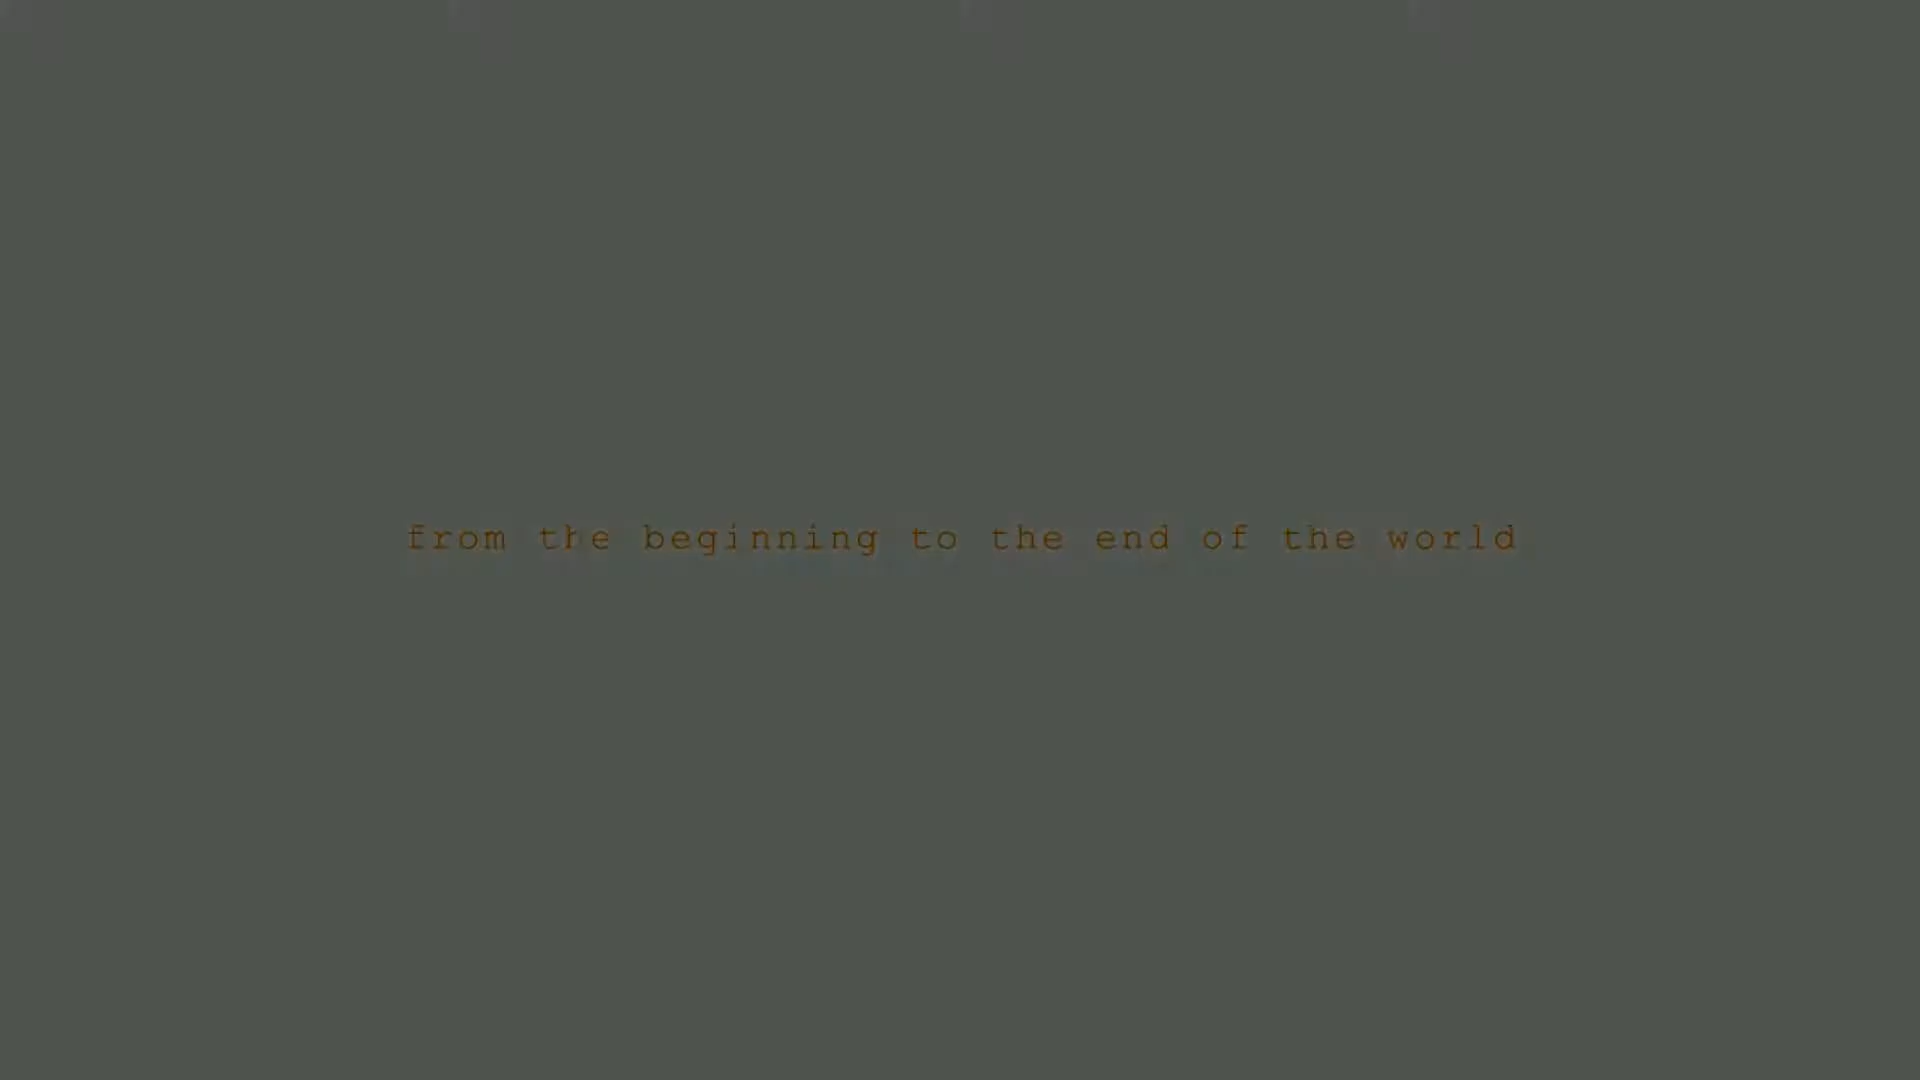 from the beginning to the end of the world